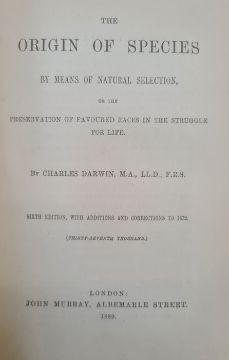 THE
ORIGIN OF SPECIES
BY MEANS OF NATURAL SELECTION,
OR THE
PRESERVATION OF FAVOURED RACES IN THE STRUGGLE
FOR LIFE.
BY CHARLES DARWIN, M.A., LL.D., F.R.S.
SIXTH EDITION, WITH ADDITIONS AND CORRECTIONS TO 1872.
(THIRTY-SEVENTH THOUSAND.)
LONDON:
JOHN MURRAY, ALBEMARLE STREET.
1889.